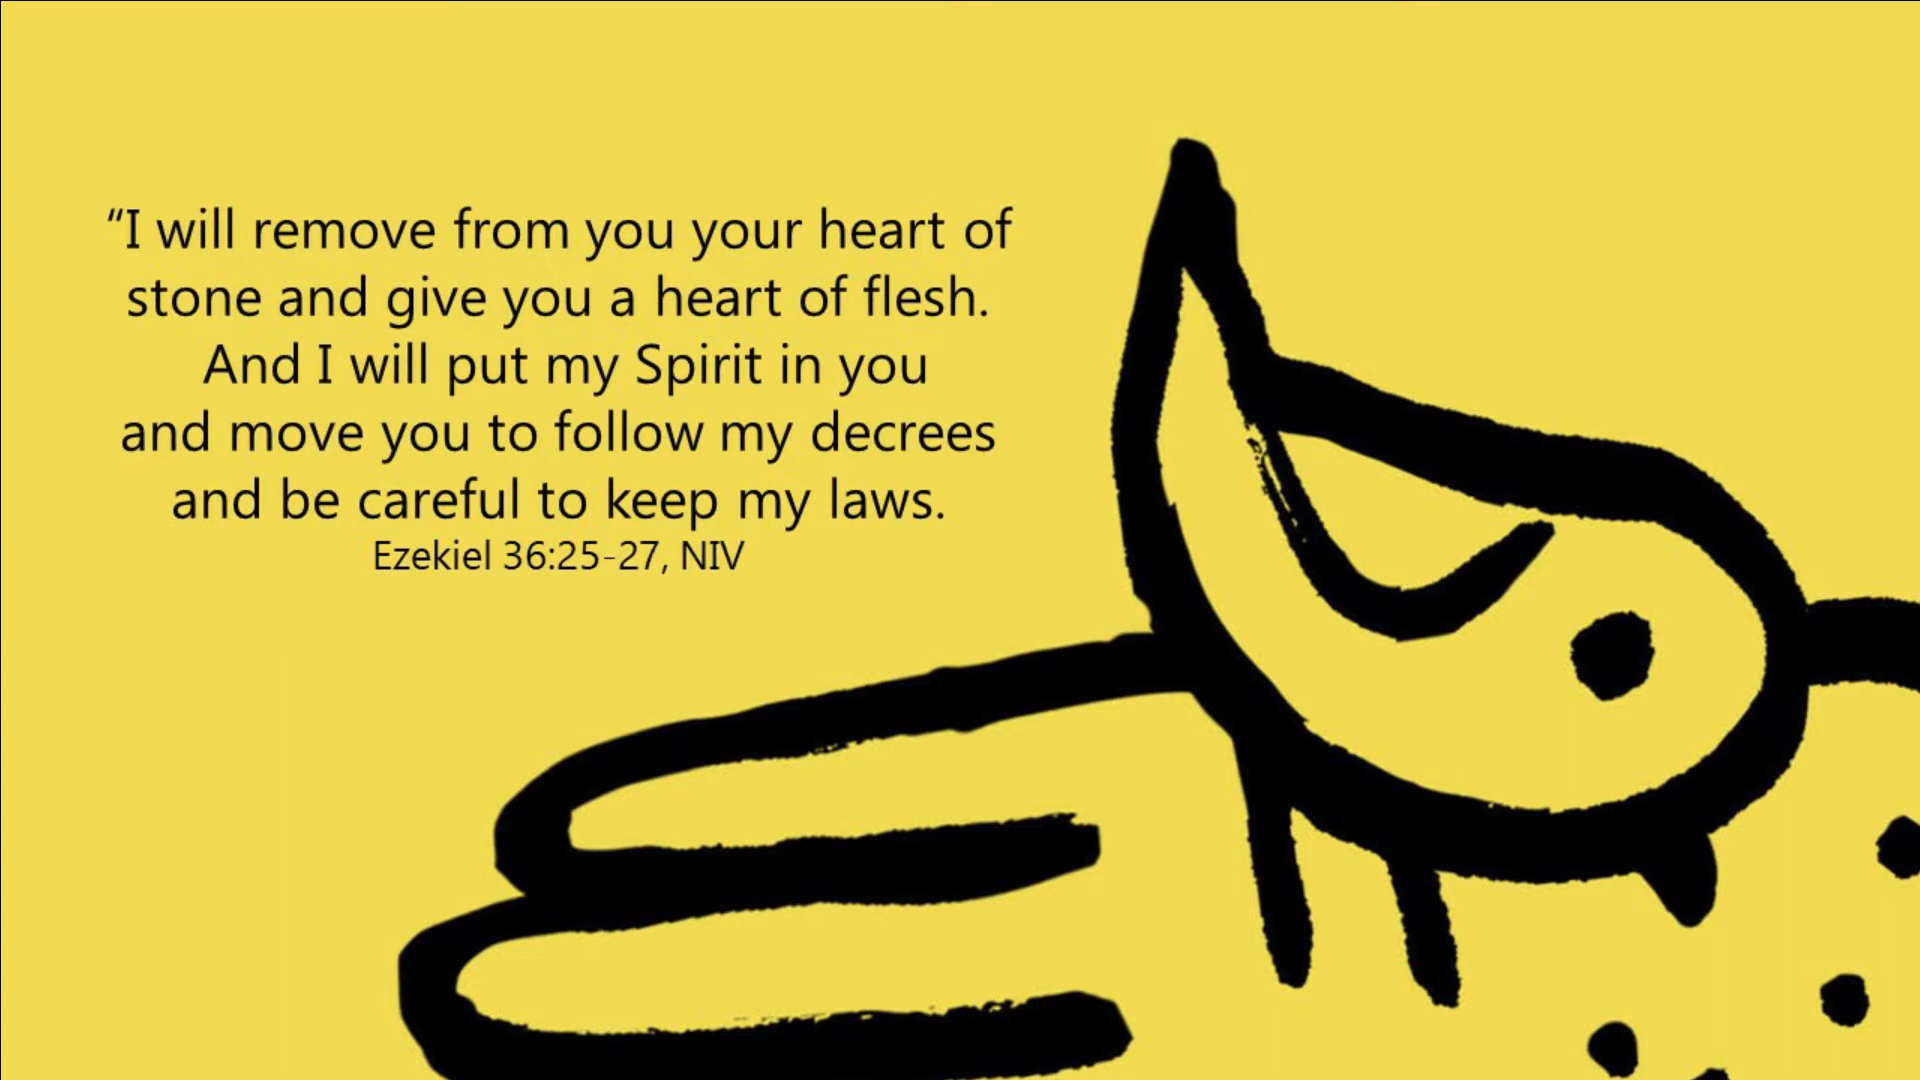 “I will remove from you your heart of
stone and give you a heart of flesh.
And I will put my Spirit in you
and move you to follow my decrees
and be careful to keep my laws.
Ezekiel 36:25-27, NIV